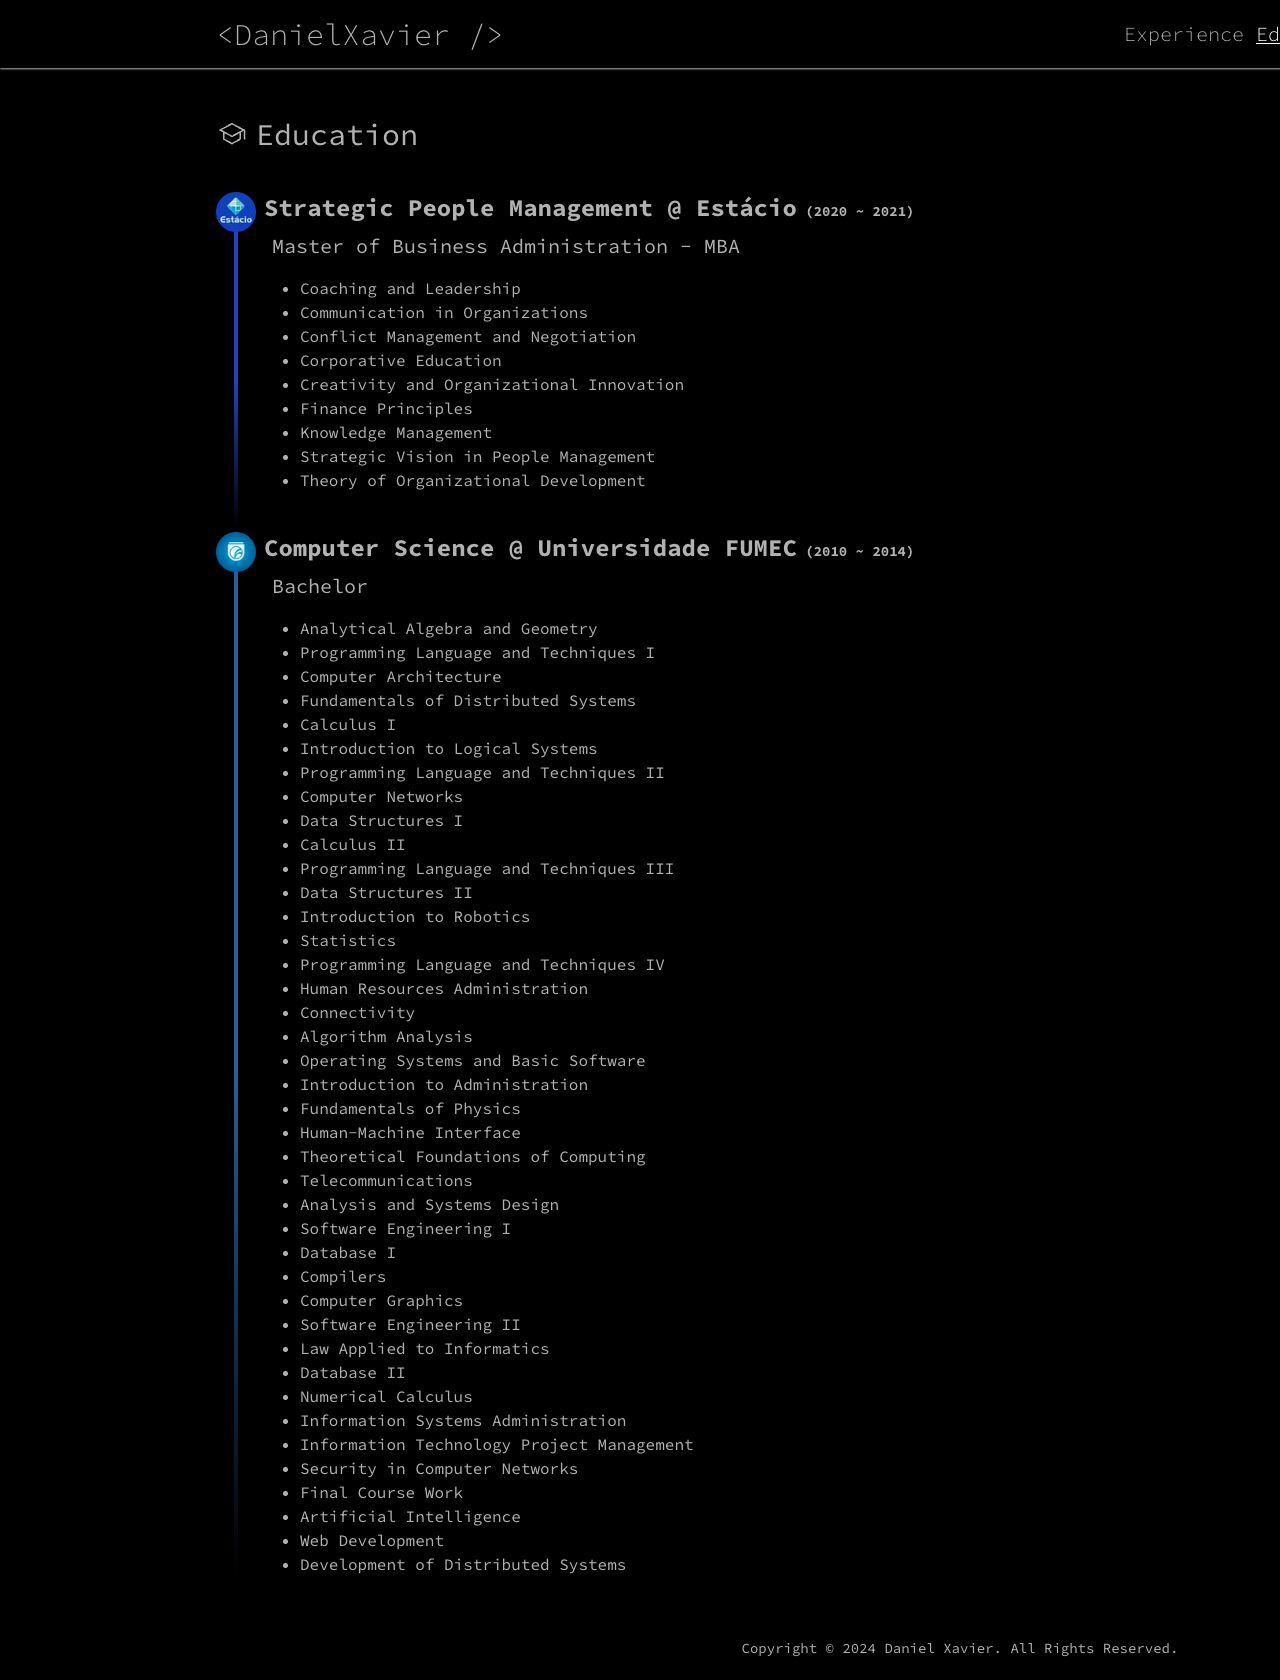 <DanielXavier />
Experience Ed
Education
Estácio
Strategic People Management @ Estácio (2020 ~ 2021)
Master of Business Administration - MBA
• Coaching and Leadership
• Communication in Organizations
• Conflict Management and Negotiation
• Corporative Education
• Creativity and Organizational Innovation
• Finance Principles
• Knowledge Management
• Strategic Vision in People Management
• Theory of Organizational Development
Computer Science @ Universidade FUMEC (2010 ~ 2014)
Bachelor
• Analytical Algebra and Geometry
• Programming Language and Techniques I
• Computer Architecture
• Fundamentals of Distributed Systems
• Calculus I
• Introduction to Logical Systems
• Programming Language and Techniques II
• Computer Networks
• Data Structures I
• Calculus II
• Programming Language and Techniques III
• Data Structures II
• Introduction to Robotics
• Statistics
• Programming Language and Techniques IV
• Human Resources Administration
• Connectivity
• Algorithm Analysis
• Operating Systems and Basic Software
• Introduction to Administration
• Fundamentals of Physics
• Human-Machine Interface
• Theoretical Foundations of Computing
• Telecommunications
• Analysis and Systems Design
• Software Engineering I
• Database I
• Compilers
• Computer Graphics
• Software Engineering II
• Law Applied to Informatics
• Database II
• Numerical Calculus
• Information Systems Administration
• Information Technology Project Management
• Security in Computer Networks
• Final Course Work
• Artificial Intelligence
• Web Development
• Development of Distributed Systems
Copyright © 2024 Daniel Xavier. All Rights Reserved.